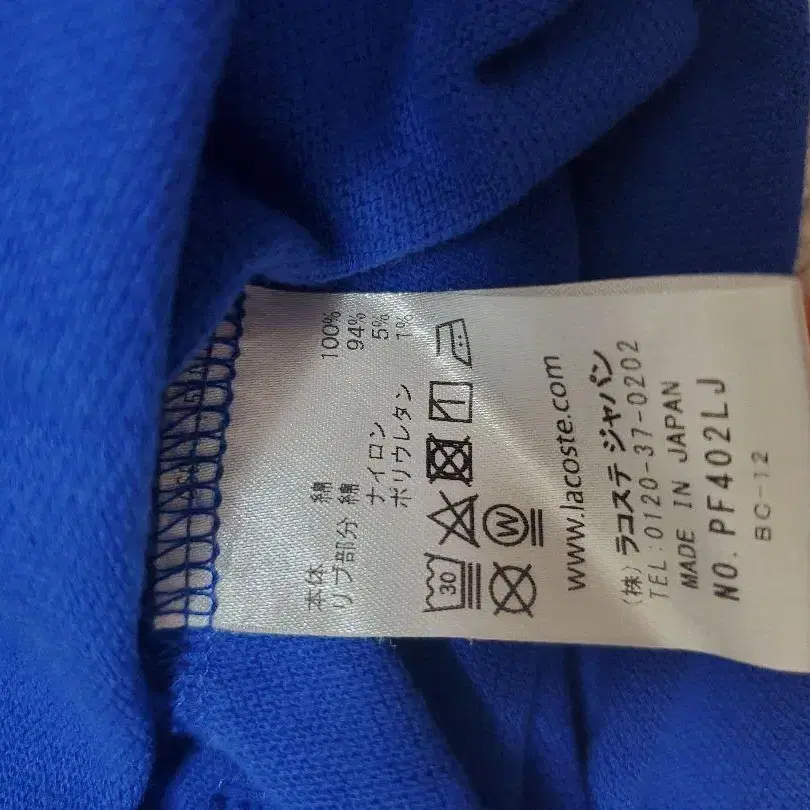 本体 綿 100%
リブ部分 綿 94%
ナイロン 5%
ポリウレタン 1%
30
W
www.lacoste.com
(株) ラコステ ジャパン
TEL:0120-37-0202
MADE IN JAPAN
NO. PF402LJ
BC-12